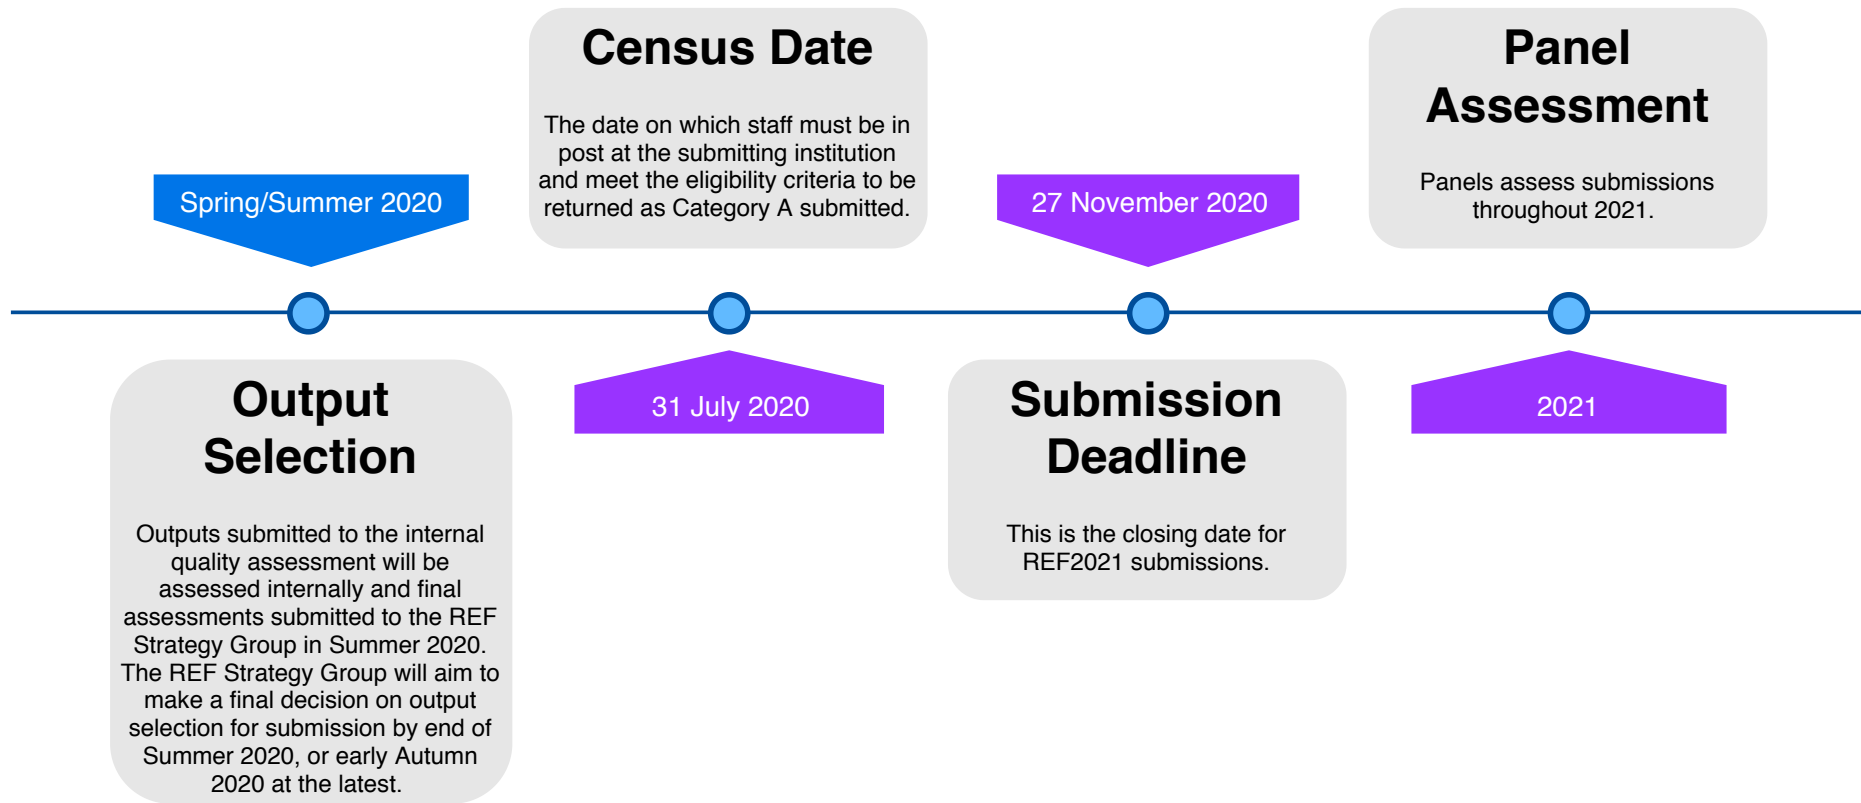 Spring/Summer 2020
Output
Selection
Outputs submitted to the internal
quality assessment will be
assessed internally and final
assessments submitted to the REF
Strategy Group in Summer 2020.
The REF Strategy Group will aim to
make a final decision on output
selection for submission by end of
Summer 2020, or early Autumn
2020 at the latest.
Census Date
The date on which staff must be in
post at the submitting institution
and meet the eligibility criteria to be
returned as Category A submitted.
31 July 2020
27 November 2020
Submission
Deadline
This is the closing date for
REF2021 submissions.
Panel
Assessment
Panels assess submissions
throughout 2021.
2021